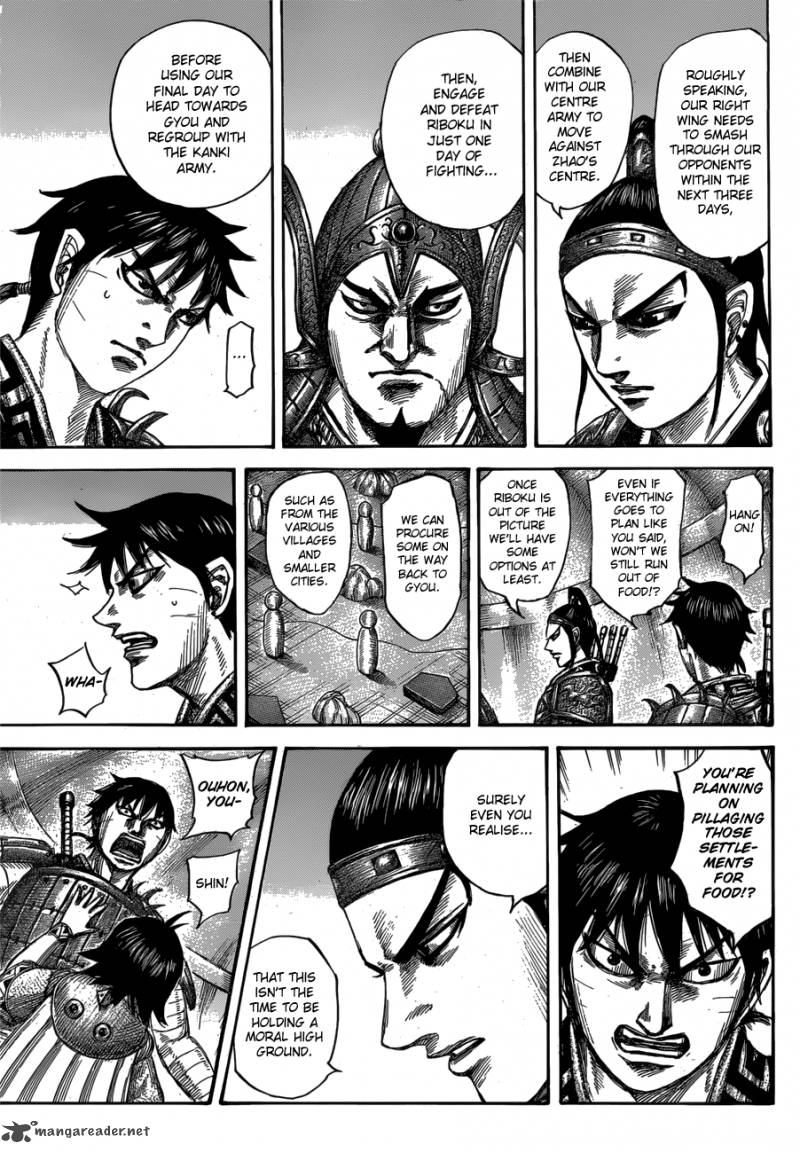 ROUGHLY
SPEAKING,
OUR RIGHT
WING NEEDS
TO SMASH
THROUGH OUR
OPPONENTS
WITHIN THE
NEXT THREE
DAYS,
THEN
COMBINE
WITH OUR
CENTRE
ARMY TO
MOVE
AGAINST
ZHAO'S
CENTRE.
THEN,
ENGAGE
AND DEFEAT
RIBOKU IN
JUST ONE
DAY OF
FIGHTING...
BEFORE
USING OUR
FINAL DAY TO
HEAD TOWARDS
GYOU AND
REGROUP WITH
THE KANKI
ARMY.
...
HANG
ON!
EVEN IF
EVERYTHING
GOES TO
PLAN LIKE
YOU SAID,
WON'T WE
STILL RUN
OUT OF
FOOD!?
ONCE
RIBOKU IS
OUT OF THE
PICTURE
WE'LL HAVE
SOME
OPTIONS AT
LEAST.
WE CAN
PROCURE
SOME ON
THE WAY
BACK TO
GYOU.
SUCH AS
FROM THE
VARIOUS
VILLAGES
AND
SMALLER
CITIES.
WHA-
YOU'RE
PLANNING
ON
PILLAGING
THOSE
SETTLE-
MENTS
FOR
FOOD!?
SURELY
EVEN YOU
REALISE...
THAT THIS
ISN'T THE
TIME TO BE
HOLDING A
MORAL HIGH
GROUND.
OUHON,
YOU-
SHIN!
mangareader.net